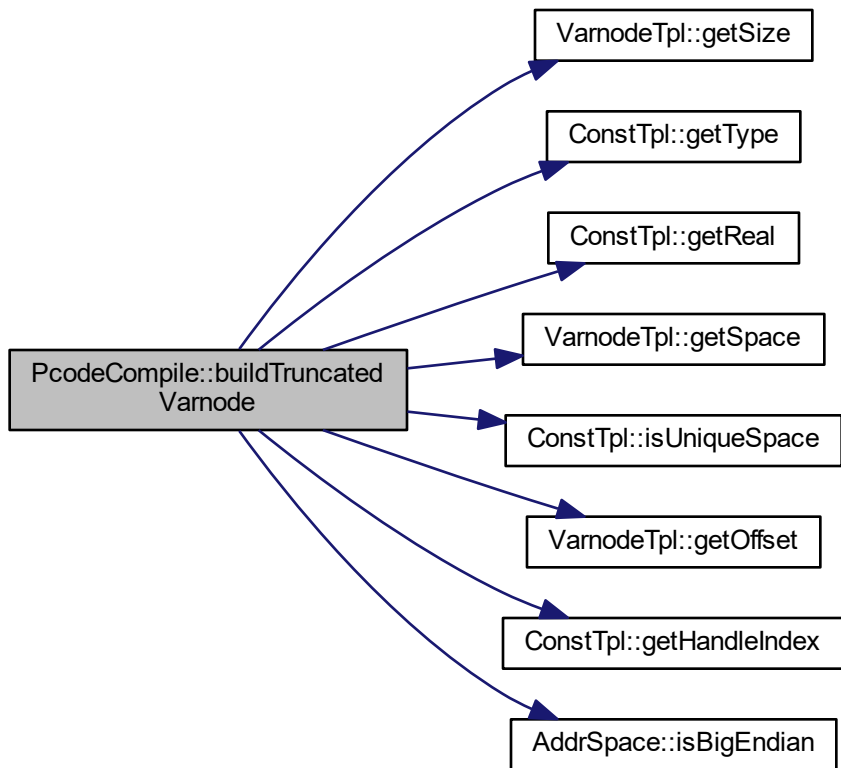 VarnodeTpl::getSize
ConstTpl::getType
ConstTpl::getReal
VarnodeTpl::getSpace
PcodeCompile::buildTruncated
Varnode
ConstTpl::isUniqueSpace
VarnodeTpl::getOffset
ConstTpl::getHandleIndex
AddrSpace::isBigEndian